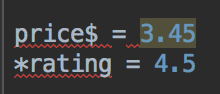 price$ = 3.45
*rating = 4.5